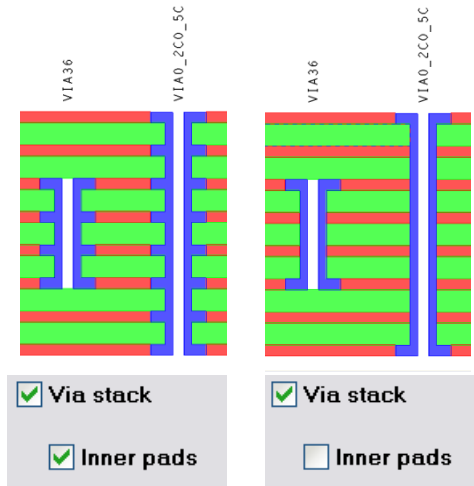 VIA36
VIA0_2C0_5C
VIA36
VIA0_2C0_5C
Via stack
Inner pads
Via stack
Inner pads